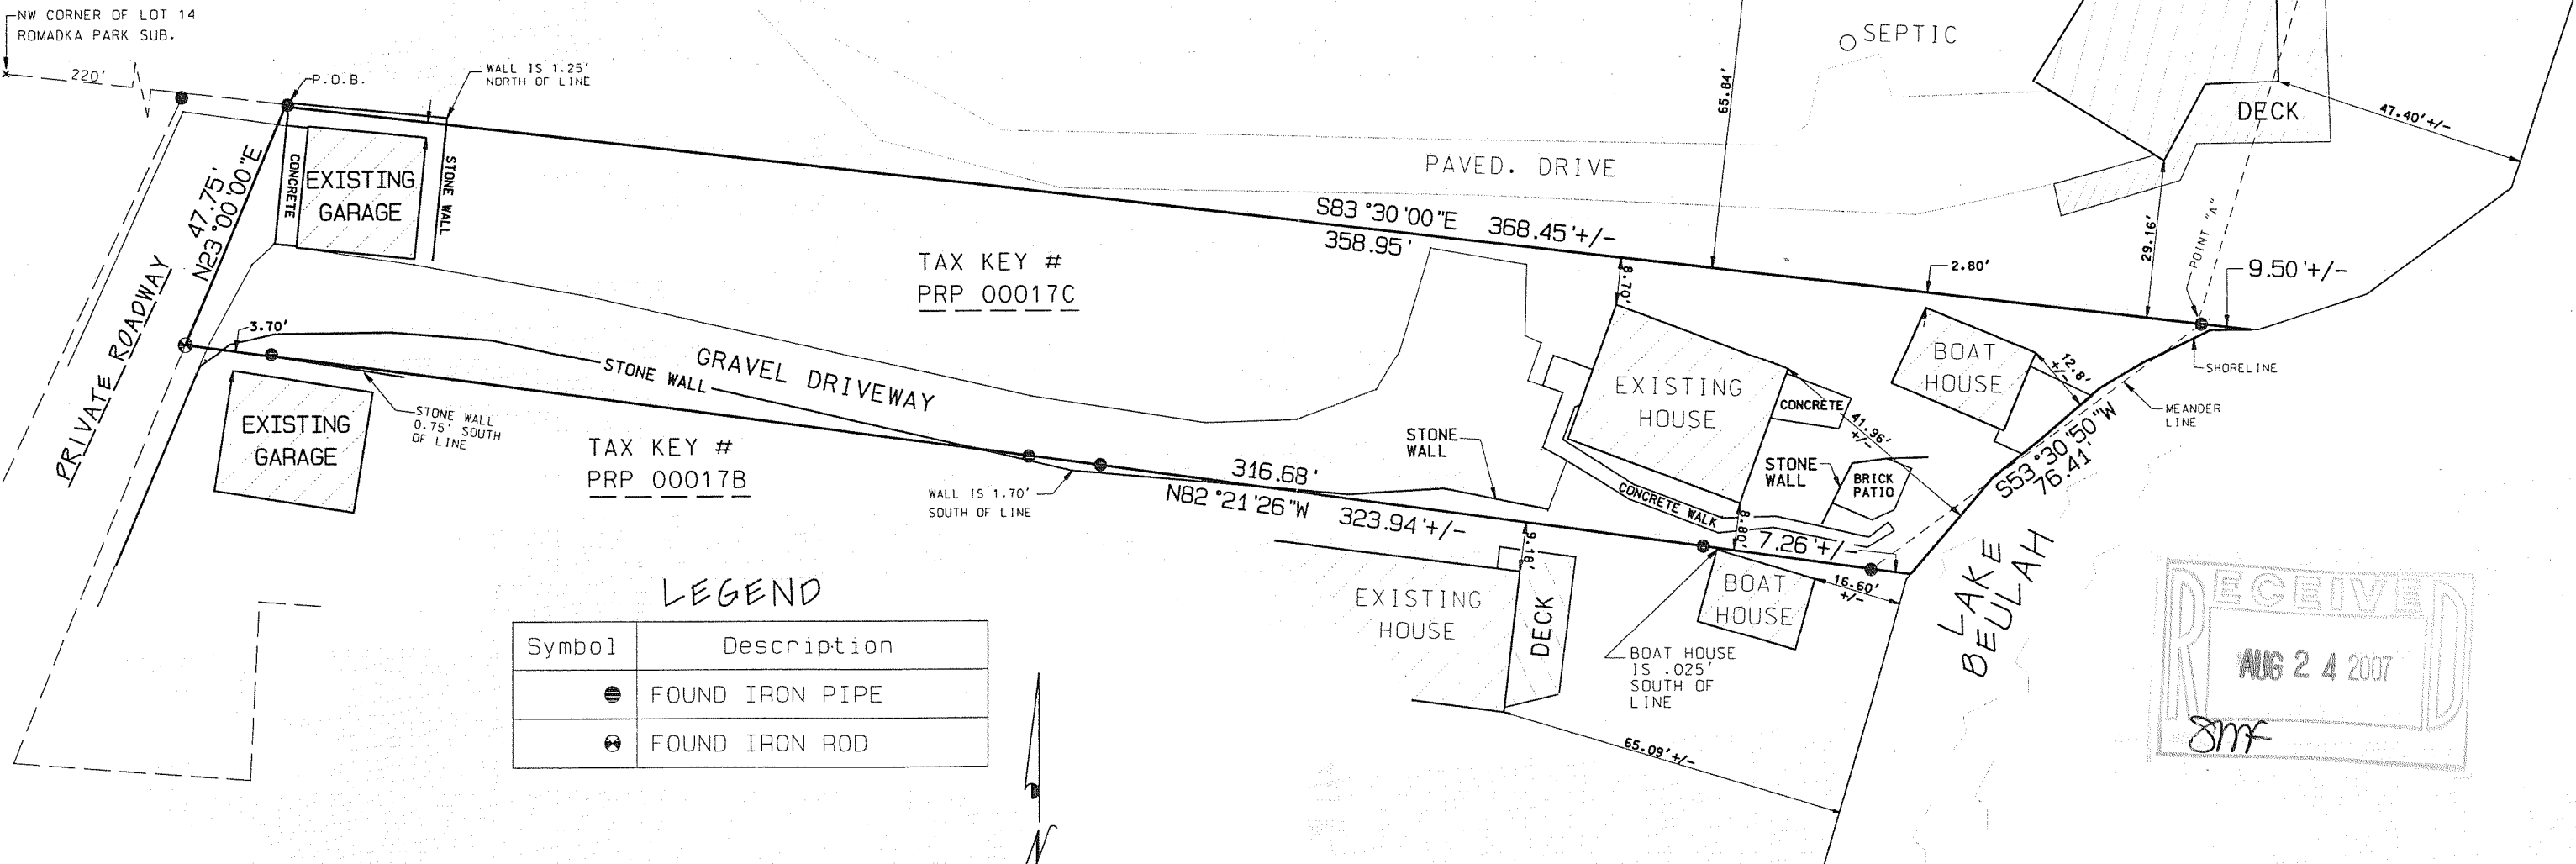 NW CORNER OF LOT 14
ROMADKA PARK SUB.
220'
P.O.B.
WALL IS 1.25'
NORTH OF LINE
SEPTIC
65.84'
DECK
47.40'+/-
PAVED. DRIVE
CONCRETE
EXISTING
GARAGE
STONE WALL
47.75'
N23°00'00"E
PRIVATE ROADWAY
S83°30'00"E 368.45'+/-
358.95'
TAX KEY #
PRP 00017C
8.70'
2.80'
29.16'
POINT "A"
9.50'+/-
3.70'
STONE WALL
GRAVEL DRIVEWAY
EXISTING
HOUSE
CONCRETE
41.96'
+/-
BOAT
HOUSE
12.8'
+/-
SHORELINE
MEANDER
LINE
S53°30'50"W
76.41'
EXISTING
GARAGE
STONE WALL
0.75' SOUTH
OF LINE
TAX KEY #
PRP 00017B
STONE
WALL
STONE
WALL
BRICK
PATIO
CONCRETE WALK
WALL IS 1.70'
SOUTH OF LINE
316.68'
N82°21'26"W 323.94'+/-
9.18'
8.80'
7.26'+/-
16.60'
+/-
BOAT
HOUSE
EXISTING
HOUSE
DECK
BOAT HOUSE
IS .025'
SOUTH OF
LINE
65.09'+/-
LAKE
BEULAH
LEGEND
Symbol Description
FOUND IRON PIPE
FOUND IRON ROD
N
RECEIVED
AUG 24 2007
SMF